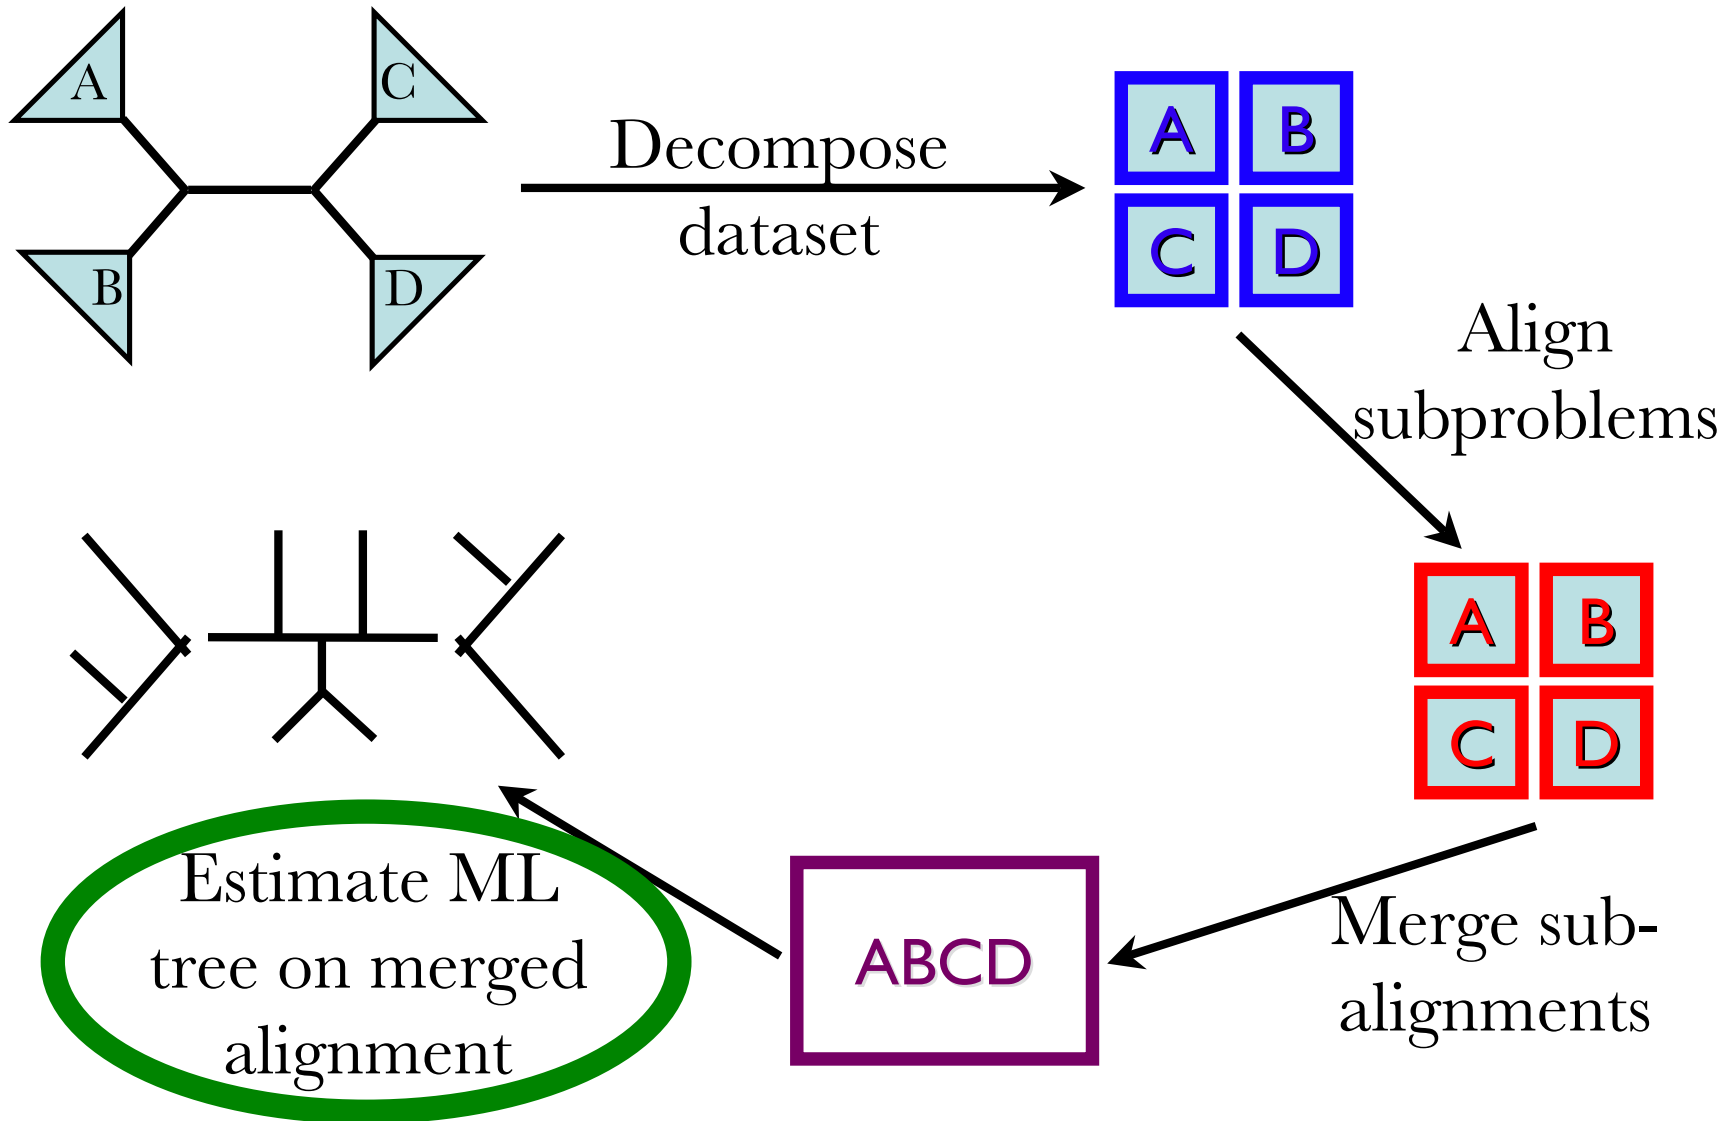 A
C
B
D
Decompose
dataset
A B
C D
Align
subproblems
A B
C D
Merge sub-
alignments
ABCD
Estimate ML
tree on merged
alignment